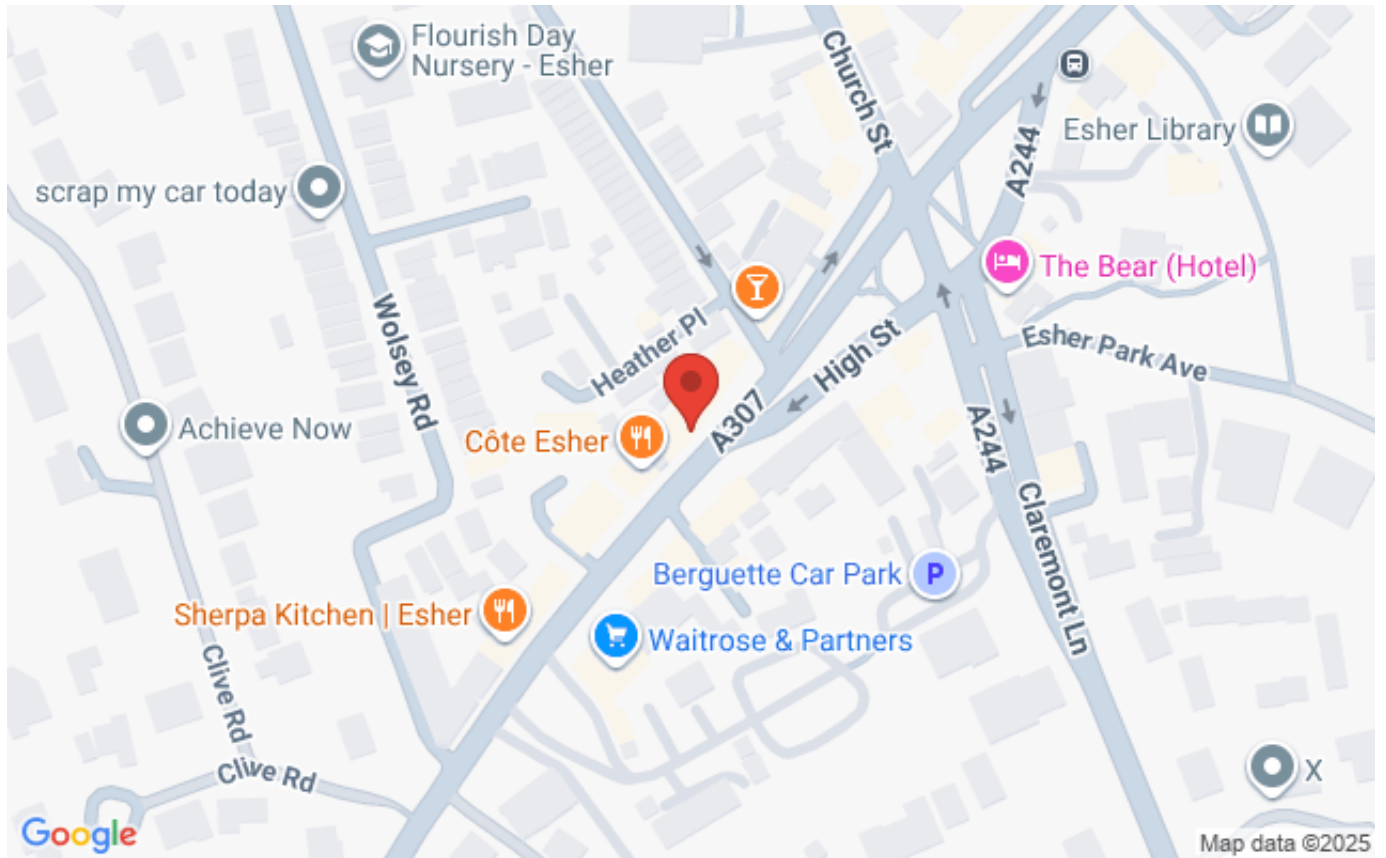 Flourish Day
Nursery - Esher
Church St
A244
Esher Library
scrap my car today
The Bear (Hotel)
Wolsey Rd
Heather Pl
High St
Esher Park Ave
A307
Achieve Now
Côte Esher
A244
Claremont Ln
Berguette Car Park
P
Sherpa Kitchen | Esher
Waitrose & Partners
Clive Rd
Clive Rd
X
Google
Map data ©2025